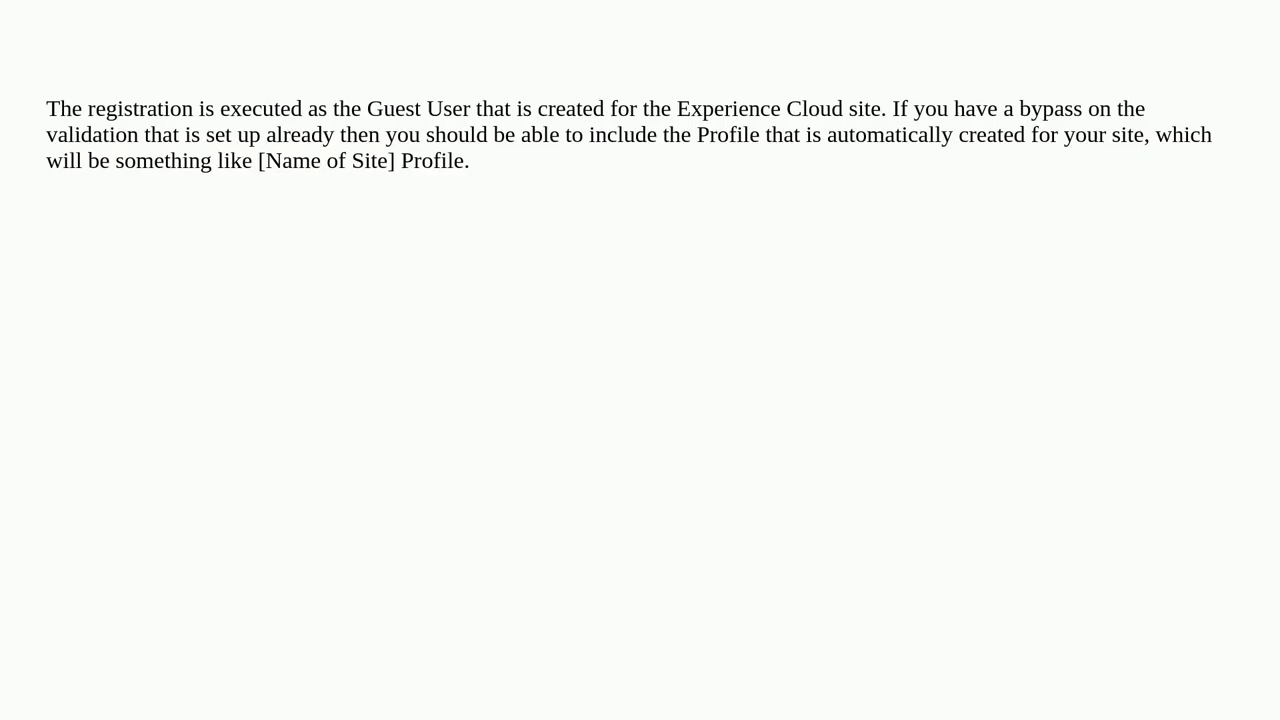 The registration is executed as the Guest User that is created for the Experience Cloud site. If you have a bypass on the
validation that is set up already then you should be able to include the Profile that is automatically created for your site, which
will be something like [Name of Site] Profile.